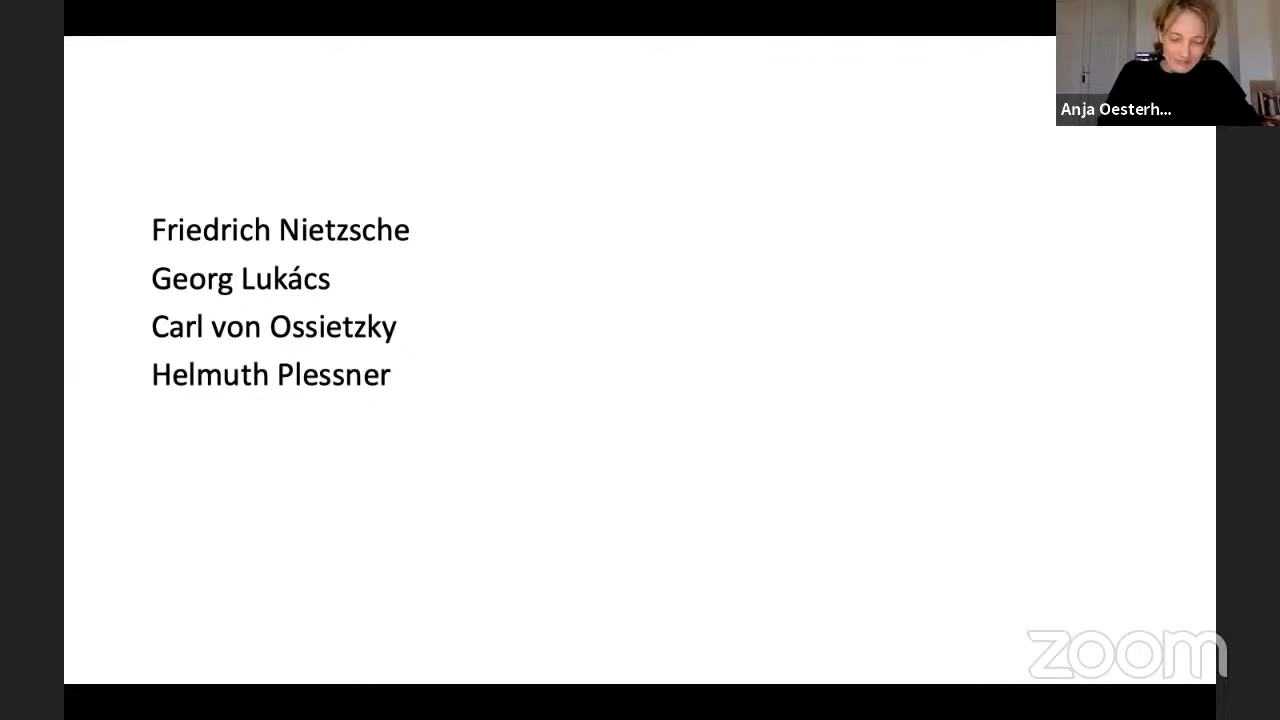 Anja Oesterh...
Friedrich Nietzsche
Georg Lukács
Carl von Ossietzky
Helmuth Plessner
zoom